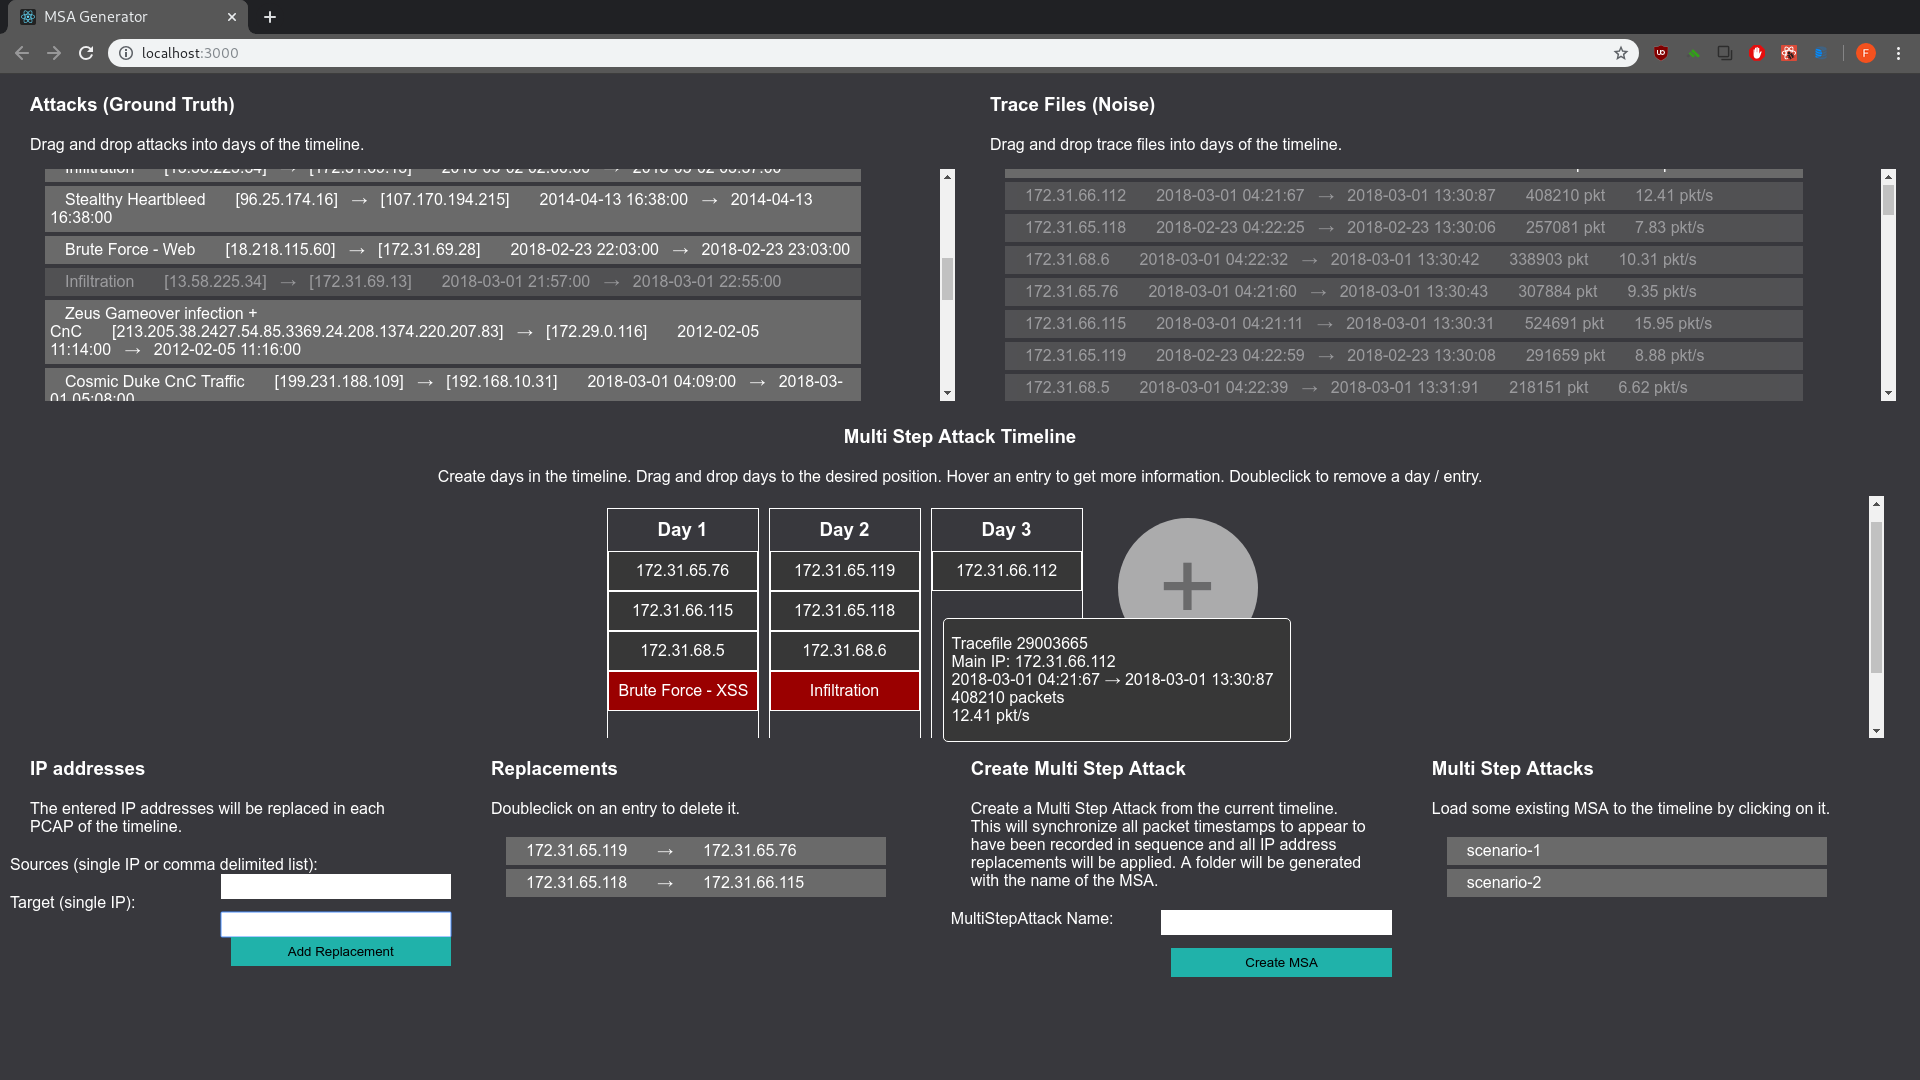 MSA Generator
localhost:3000
Attacks (Ground Truth)
Drag and drop attacks into days of the timeline.
Infiltration [13.58.225.34] → [172.31.69.13] 2018-03-02 02:00:00 → 2018-03-02 03:37:00
Stealthy Heartbleed [96.25.174.16] → [107.170.194.215] 2014-04-13 16:38:00 → 2014-04-13
16:38:00
Brute Force - Web [18.218.115.60] → [172.31.69.28] 2018-02-23 22:03:00 → 2018-02-23 23:03:00
Infiltration [13.58.225.34] → [172.31.69.13] 2018-03-01 21:57:00 → 2018-03-01 22:55:00
Zeus Gameover infection +
CnC [213.205.38.2427.54.85.3369.24.208.1374.220.207.83] → [172.29.0.116] 2012-02-05
11:14:00 → 2012-02-05 11:16:00
Cosmic Duke CnC Traffic [199.231.188.109] → [192.168.10.31] 2018-03-01 04:09:00 → 2018-03-
01 05:08:00
Trace Files (Noise)
Drag and drop trace files into days of the timeline.
172.31.66.112 2018-03-01 04:21:67 → 2018-03-01 13:30:87 408210 pkt 12.41 pkt/s
172.31.65.118 2018-02-23 04:22:25 → 2018-02-23 13:30:06 257081 pkt 7.83 pkt/s
172.31.68.6 2018-03-01 04:22:32 → 2018-03-01 13:30:42 338903 pkt 10.31 pkt/s
172.31.65.76 2018-03-01 04:21:60 → 2018-03-01 13:30:43 307884 pkt 9.35 pkt/s
172.31.66.115 2018-03-01 04:21:11 → 2018-03-01 13:30:31 524691 pkt 15.95 pkt/s
172.31.65.119 2018-02-23 04:22:59 → 2018-02-23 13:30:08 291659 pkt 8.88 pkt/s
172.31.68.5 2018-03-01 04:22:39 → 2018-03-01 13:31:91 218151 pkt 6.62 pkt/s
Multi Step Attack Timeline
Create days in the timeline. Drag and drop days to the desired position. Hover an entry to get more information. Doubleclick to remove a day / entry.
Day 1
172.31.65.76
172.31.66.115
172.31.68.5
Brute Force - XSS
Day 2
172.31.65.119
172.31.65.118
172.31.68.6
Infiltration
Day 3
172.31.66.112
+
Tracefile 29003665
Main IP: 172.31.66.112
2018-03-01 04:21:67 → 2018-03-01 13:30:87
408210 packets
12.41 pkt/s
IP addresses
The entered IP addresses will be replaced in each
PCAP of the timeline.
Sources (single IP or comma delimited list):
Target (single IP):
Add Replacement
Replacements
Doubleclick on an entry to delete it.
172.31.65.119 → 172.31.65.76
172.31.65.118 → 172.31.66.115
Create Multi Step Attack
Create a Multi Step Attack from the current timeline.
This will synchronize all packet timestamps to appear to
have been recorded in sequence and all IP address
replacements will be applied. A folder will be generated
with the name of the MSA.
MultiStepAttack Name:
Create MSA
Multi Step Attacks
Load some existing MSA to the timeline by clicking on it.
scenario-1
scenario-2